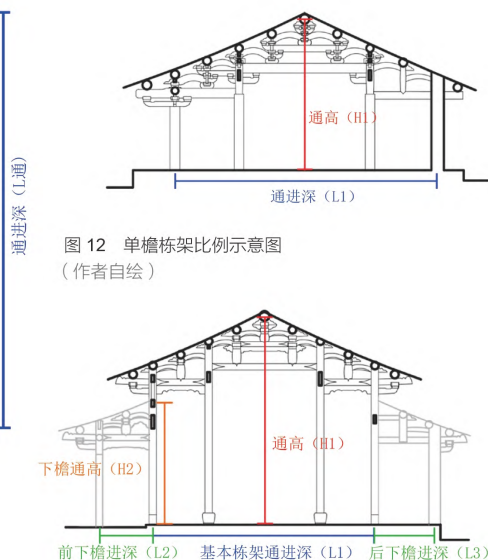 通进深（L通）
通高（H1）
通进深（L1）
图 12 单檐栋架比例示意图
（作者自绘）
通高（H1）
下檐通高（H2）
前下檐进深（L2） 基本栋架通进深（L1） 后下檐进深（L3）